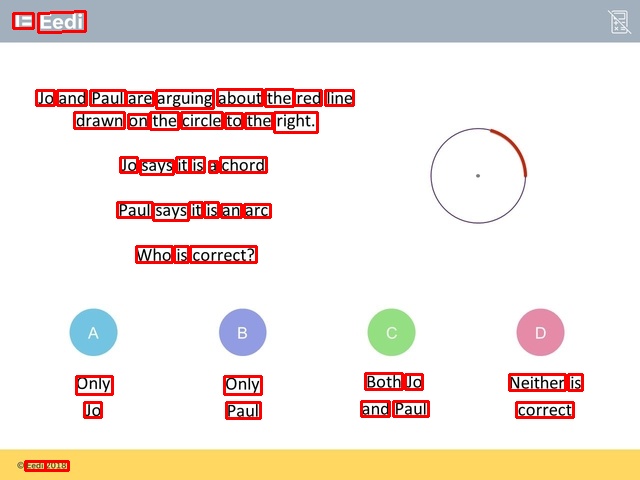 Eedi
Jo and Paul are arguing about the red line
drawn on the circle to the right.
Jo says it is a chord
Paul says it is an arc
Who is correct?
A
B
C
D
Only
Jo
Only
Paul
Both Jo
and Paul
Neither is
correct
© Eedi 2018